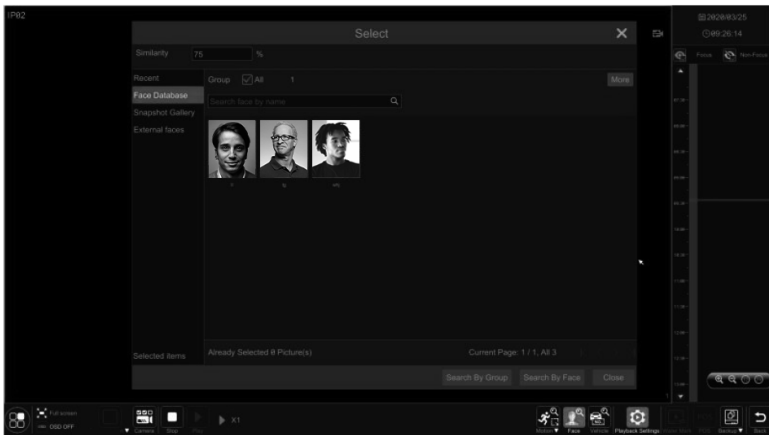 IP02
2020/03/25
Select
09:26:14
Similarity 75 %
Focus Non-Focus
Recent
Group All 1 More
Face Database
Search face by name
Snapshot Gallery
External faces
Selected items
Already Selected 0 Picture(s)
Current Page: 1 / 1, All 3
Search By Group Search By Face Close
Full screen
OSD OFF
Camera Stop Play X1
Motion Face Vehicle Playback Settings
POS Backup Back